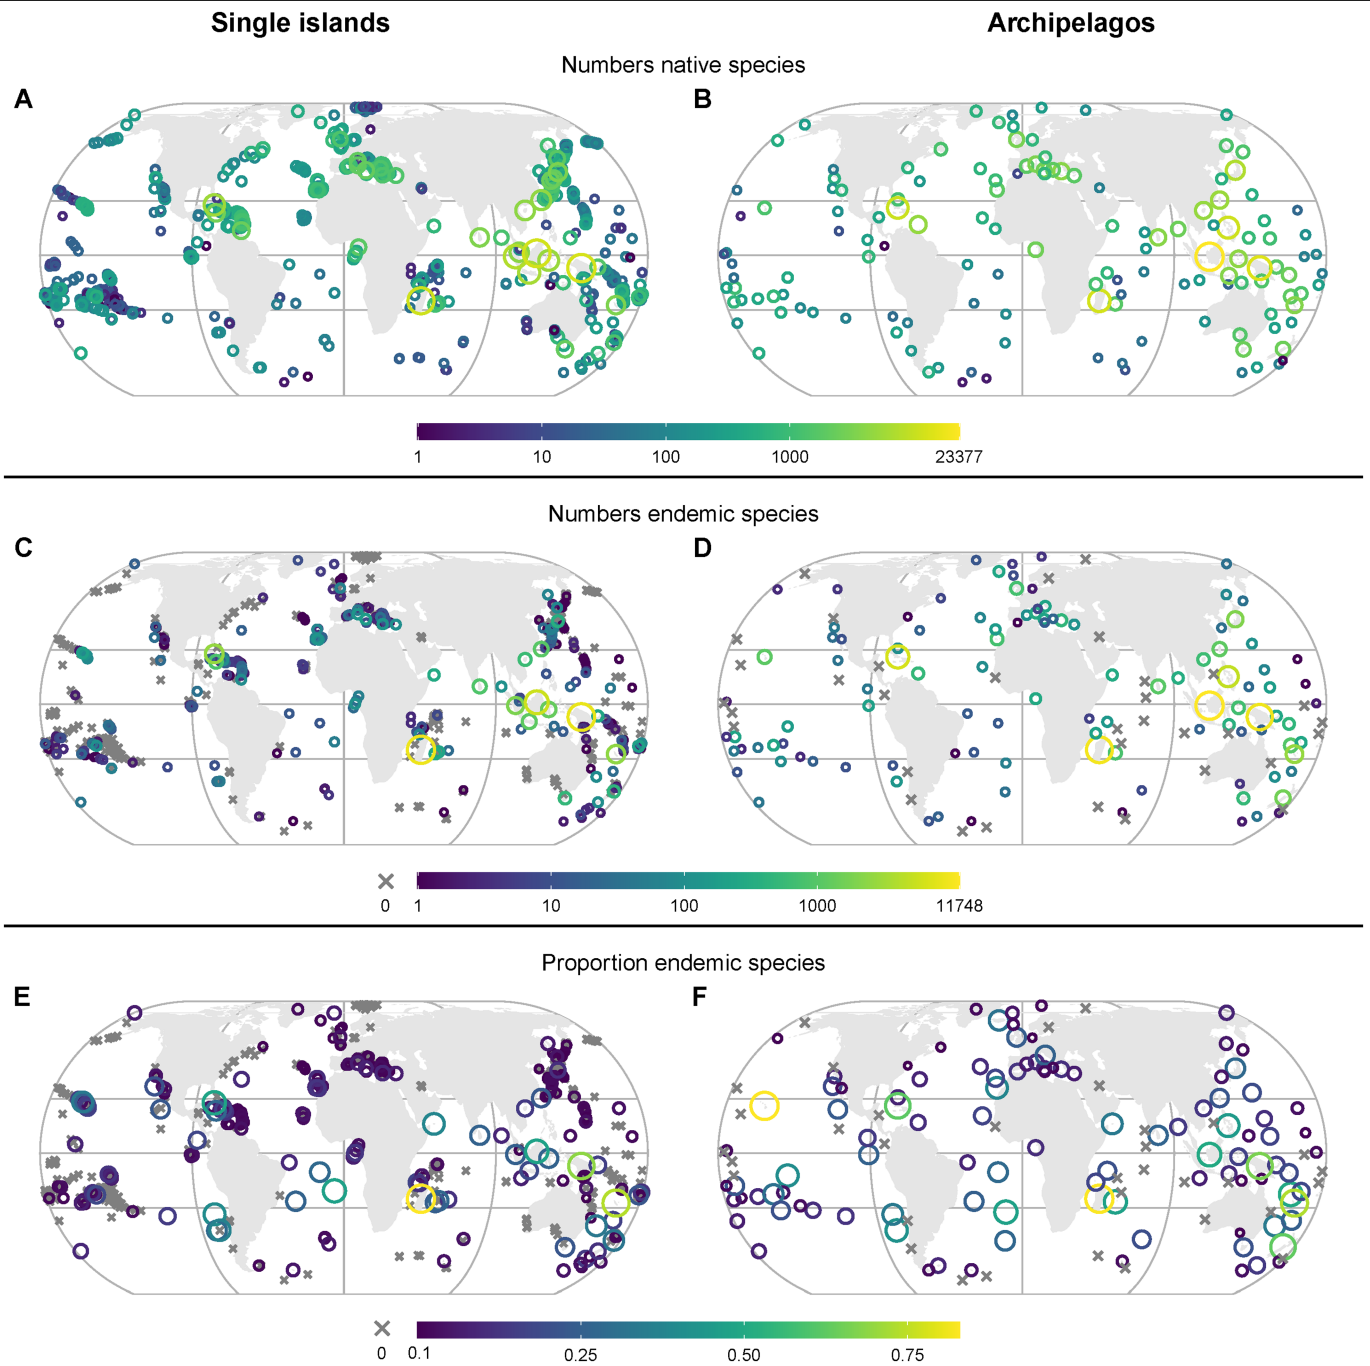 Single islands Archipelagos
Numbers native species
A B
1 10 100 1000 23377
Numbers endemic species
C D
0 1 10 100 1000 11748
Proportion endemic species
E F
0 0.1 0.25 0.50 0.75